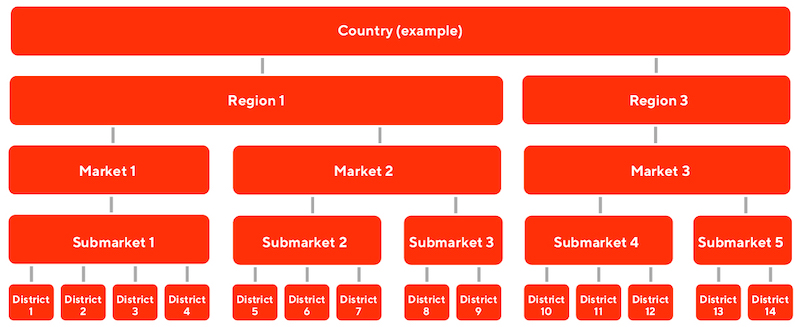 Country (example)
Region 1
Region 3
Market 1
Market 2
Market 3
Submarket 1
Submarket 2
Submarket 3
Submarket 4
Submarket 5
District
1
District
2
District
3
District
4
District
5
District
6
District
7
District
8
District
9
District
10
District
11
District
12
District
13
District
14